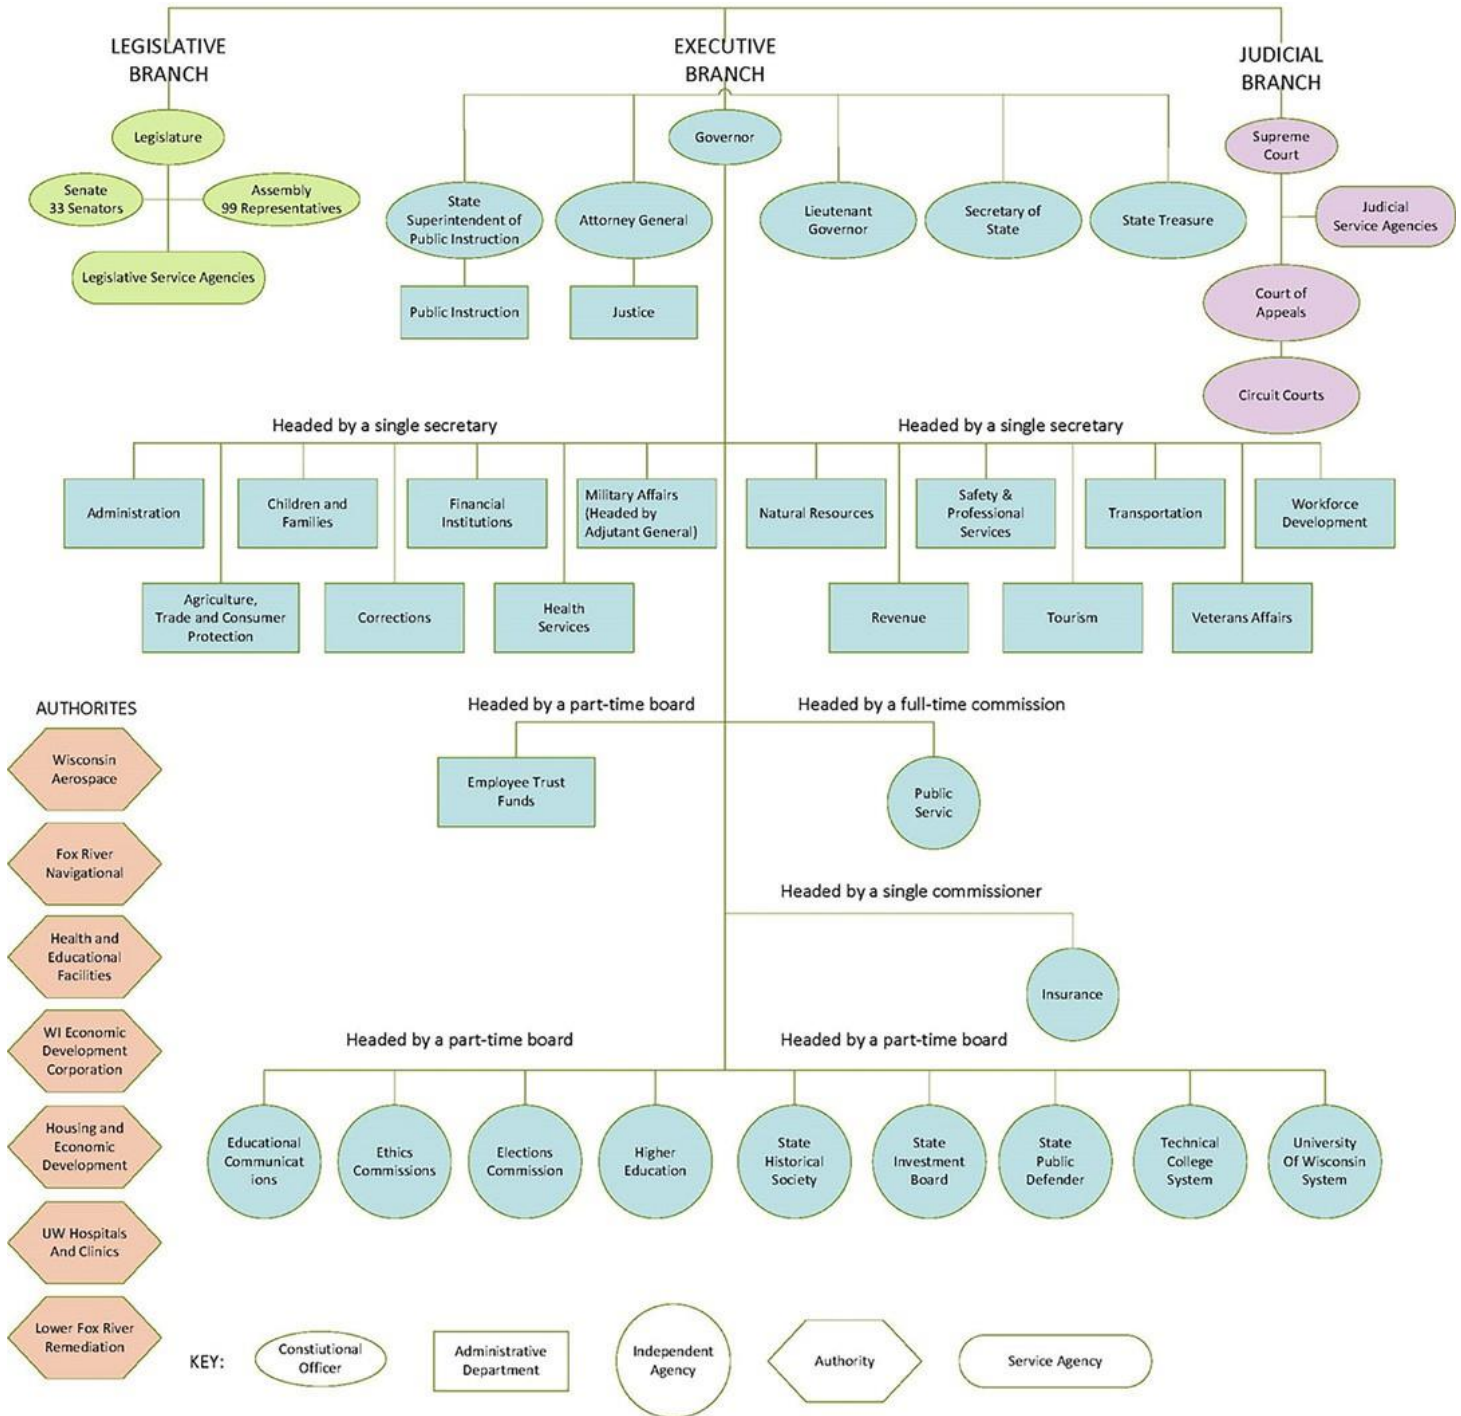 LEGISLATIVE
BRANCH
EXECUTIVE
BRANCH
JUDICIAL
BRANCH
Legislature
Senate
33 Senators
Assembly
99 Representatives
Legislative Service Agencies
Governor
State
Superintendent of
Public Instruction
Attorney General
Lieutenant
Governor
Secretary of
State
State Treasure
Public Instruction
Justice
Supreme
Court
Judicial
Service Agencies
Court of
Appeals
Circuit Courts
Headed by a single secretary
Headed by a single secretary
Administration
Children and
Families
Financial
Institutions
Military Affairs
(Headed by
Adjutant General)
Natural Resources
Safety &
Professional
Services
Transportation
Workforce
Development
Agriculture,
Trade and Consumer
Protection
Corrections
Health
Services
Revenue
Tourism
Veterans Affairs
Headed by a part-time board
Headed by a full-time commission
Employee Trust
Funds
Public
Servic
Headed by a single commissioner
Insurance
Headed by a part-time board
Headed by a part-time board
Educational
Communicat
ions
Ethics
Commissions
Elections
Commission
Higher
Education
State
Historical
Society
State
Investment
Board
State
Public
Defender
Technical
College
System
University
Of Wisconsin
System
AUTHORITES
Wisconsin
Aerospace
Fox River
Navigational
Health and
Educational
Facilities
WI Economic
Development
Corporation
Housing and
Economic
Development
UW Hospitals
And Clinics
Lower Fox River
Remediation
KEY:
Constiutional
Officer
Administrative
Department
Independent
Agency
Authority
Service Agency